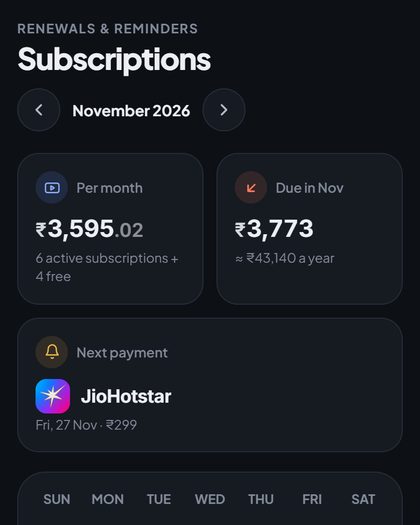 RENEWALS & REMINDERS
Subscriptions
November 2026
Per month
₹3,595.02
6 active subscriptions +
4 free
Due in Nov
₹3,773
≈ ₹43,140 a year
Next payment
JioHotstar
Fri, 27 Nov · ₹299
SUN MON TUE WED THU FRI SAT